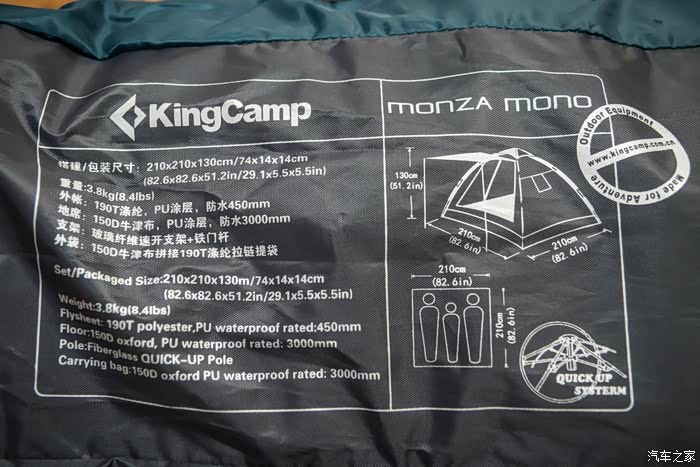 KingCamp
monza mono
搭建/包装尺寸：210x210x130cm/74x14x14cm
(82.6x82.6x51.2in/29.1x5.5x5.5in)
重量:3.8kg(8.4lbs)
外帐：190T涤纶，PU涂层，防水450mm
地席：150D牛津布，PU涂层，防水3000mm
支架：玻璃纤维速开支架+铁门杆
外袋：150D牛津布拼接190T涤纶拉链提袋
Set/Packaged Size:210x210x130cm/74x14x14cm
(82.6x82.6x51.2in/29.1x5.5x5.5in)
Weight:3.8kg(8.4lbs)
Flysheet: 190T polyester,PU waterproof rated:450mm
Floor:150D oxford, PU waterproof rated: 3000mm
Pole:Fiberglass QUICK-UP Pole
Carrying bag:150D oxford PU waterproof rated: 3000mm
Outdoor Equipment
www.kingcamp.com.cn
Made for Adventure
130cm
(51.2in)
210cm
(82.6in)
210cm
(82.6in)
210cm
(82.6in)
210cm
(82.6in)
QUICK UP
SYSTERM
汽车之家